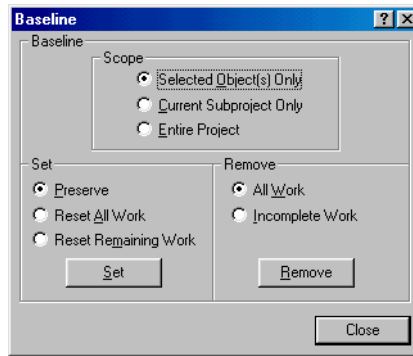 Baseline
Baseline
Scope
Selected Object(s) Only
Current Subproject Only
Entire Project
Set
Preserve
Reset All Work
Reset Remaining Work
Set
Remove
All Work
Incomplete Work
Remove
Close